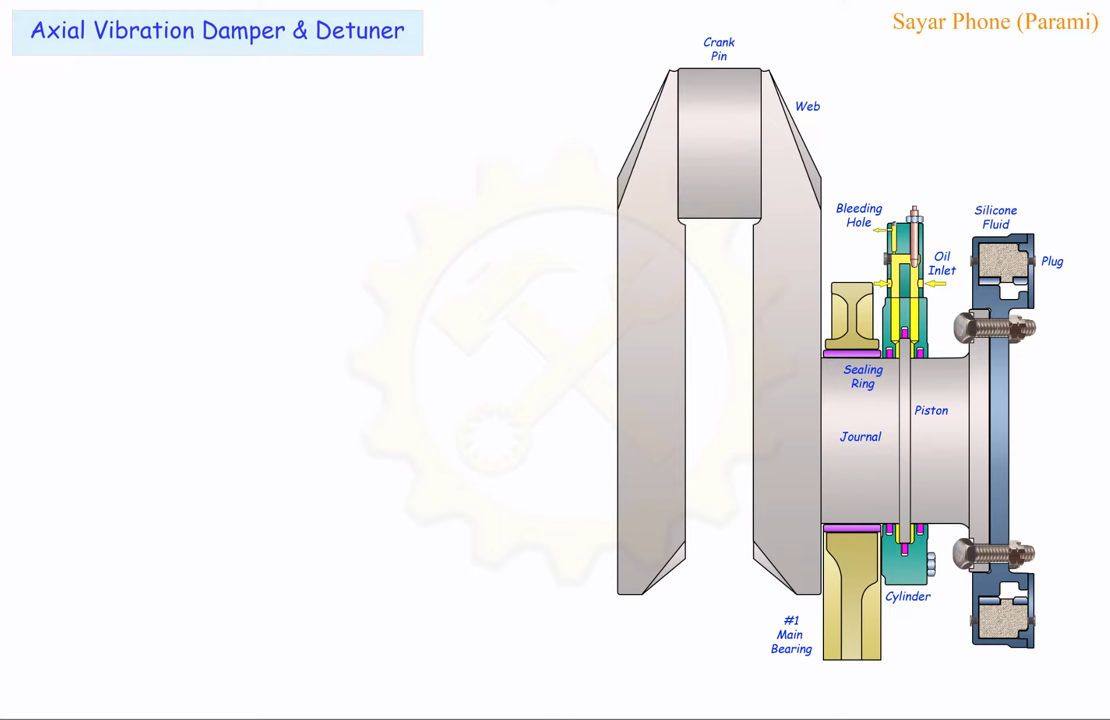 Axial Vibration Damper & Detuner
Sayar Phone (Parami)
Crank
Pin
Web
Bleeding
Hole
Silicone
Fluid
Oil
Inlet
Plug
Sealing
Ring
Piston
Journal
Cylinder
#1
Main
Bearing